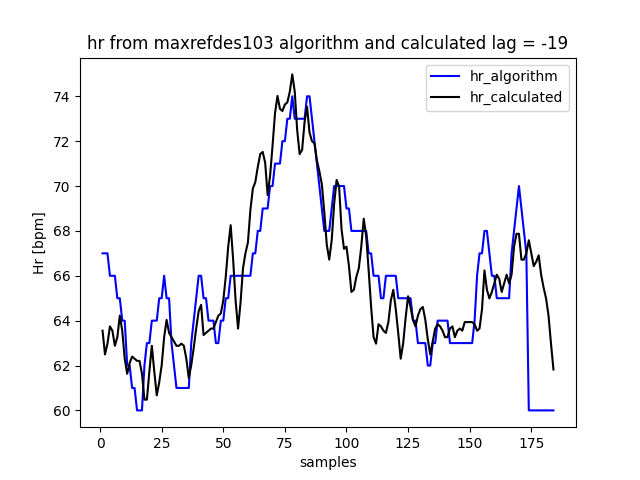 hr from maxrefdes103 algorithm and calculated lag = -19
hr_algorithm
hr_calculated
Hr [bpm]
74
72
70
68
66
64
62
60
0 25 50 75 100 125 150 175
samples